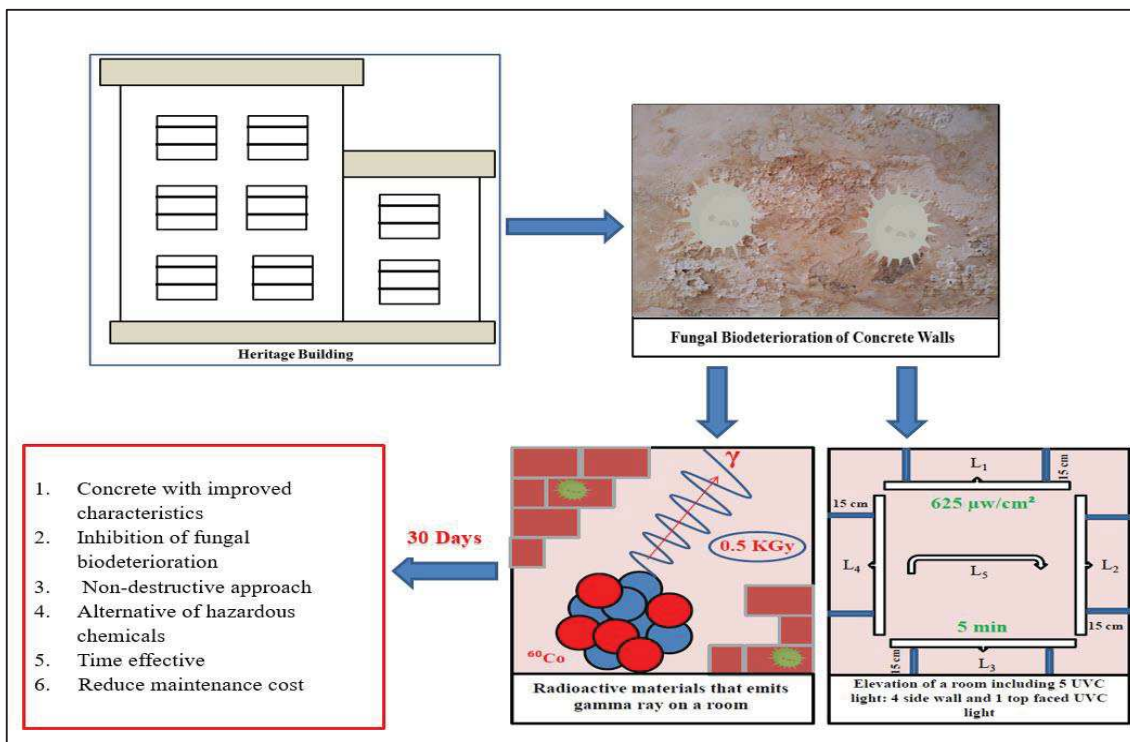 Heritage Building
Fungal Biodeterioration of Concrete Walls
1. Concrete with improved
characteristics
2. Inhibition of fungal
biodeterioration
3. Non-destructive approach
4. Alternative of hazardous
chemicals
5. Time effective
6. Reduce maintenance cost
30 Days
γ
0.5 KGy
⁶⁰Co
Radioactive materials that emits
gamma ray on a room
L₁
15 cm
15 cm
625 µw/cm²
L₄
L₅
L₂
5 min
15 cm
15 cm
L₃
Elevation of a room including 5 UVC
light: 4 side wall and 1 top faced UVC
light